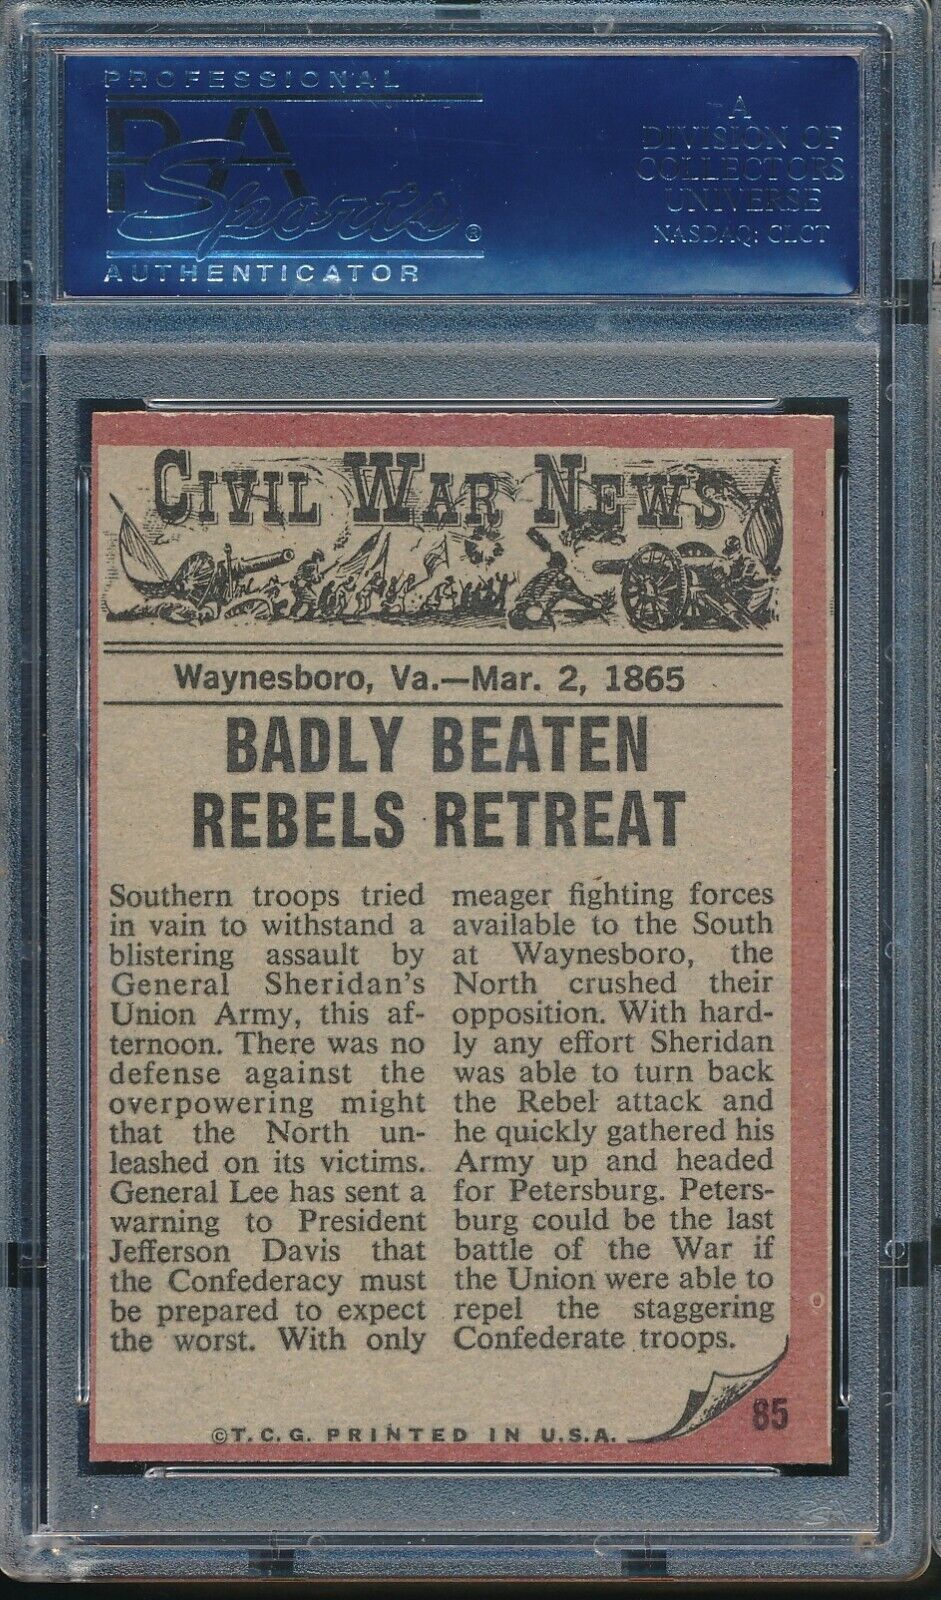 PROFESSIONAL
PSA
Sports®
AUTHENTICATOR
A
DIVISION OF
COLLECTORS
UNIVERSE
NASDAQ: CLCT
CIVIL WAR NEWS
Waynesboro, Va.—Mar. 2, 1865
BADLY BEATEN
REBELS RETREAT
Southern troops tried
in vain to withstand a
blistering assault by
General Sheridan's
Union Army, this af-
ternoon. There was no
defense against the
overpowering might
that the North un-
leashed on its victims.
General Lee has sent a
warning to President
Jefferson Davis that
the Confederacy must
be prepared to expect
the worst. With only
meager fighting forces
available to the South
at Waynesboro, the
North crushed their
opposition. With hard-
ly any effort Sheridan
was able to turn back
the Rebel attack and
he quickly gathered his
Army up and headed
for Petersburg. Peters-
burg could be the last
battle of the War if
the Union were able to
repel the staggering
Confederate troops.
85
©T.C.G. PRINTED IN U.S.A.
PSA